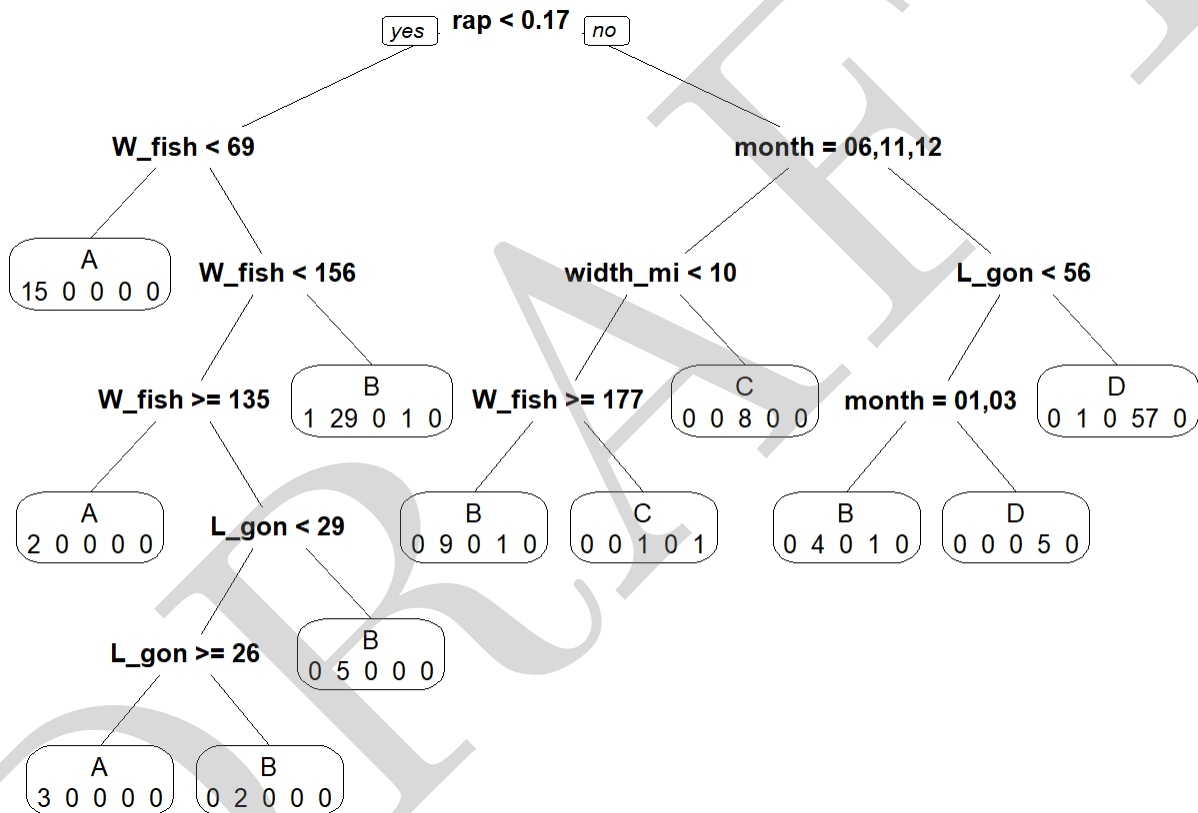 rap < 0.17
yes
no
W_fish < 69
month = 06,11,12
A
15 0 0 0 0
W_fish < 156
width_mi < 10
L_gon < 56
W_fish >= 135
B
1 29 0 1 0
W_fish >= 177
C
0 0 8 0 0
month = 01,03
D
0 1 0 57 0
A
2 0 0 0 0
L_gon < 29
B
0 9 0 1 0
C
0 0 1 0 1
B
0 4 0 1 0
D
0 0 0 5 0
L_gon >= 26
B
0 5 0 0 0
A
3 0 0 0 0
B
0 2 0 0 0
DRAFT